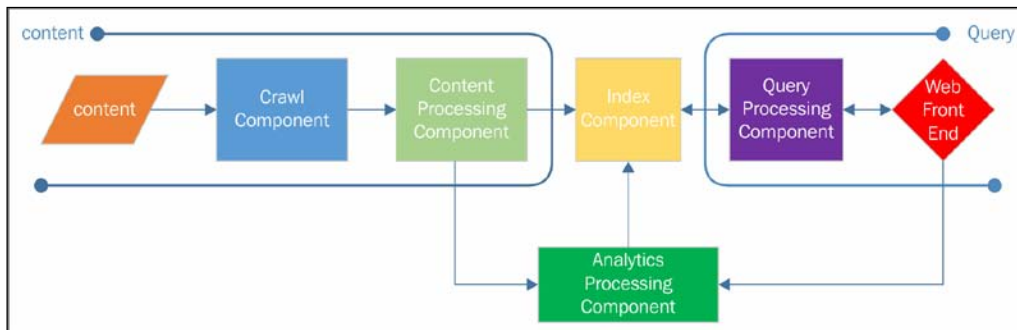 content
Query
content
Crawl
Component
Content
Processing
Component
Index
Component
Query
Processing
Component
Web
Front
End
Analytics
Processing
Component